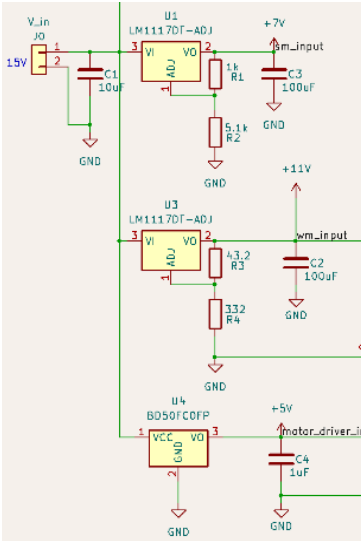 V_in
J0
15V
1
2
C1
10uF
GND
U1
LM1117DT-ADJ
3
VI
VO
2
ADJ
1
1k
R1
5.1k
R2
GND
+7V
sm_input
C3
100uF
GND
U3
LM1117DT-ADJ
3
VI
VO
2
ADJ
1
43.2
R3
332
R4
GND
+11V
wm_input
C2
100uF
GND
U4
BD50FC0FP
1
VCC
VO
3
GND
2
GND
+5V
C4
1uF
GND